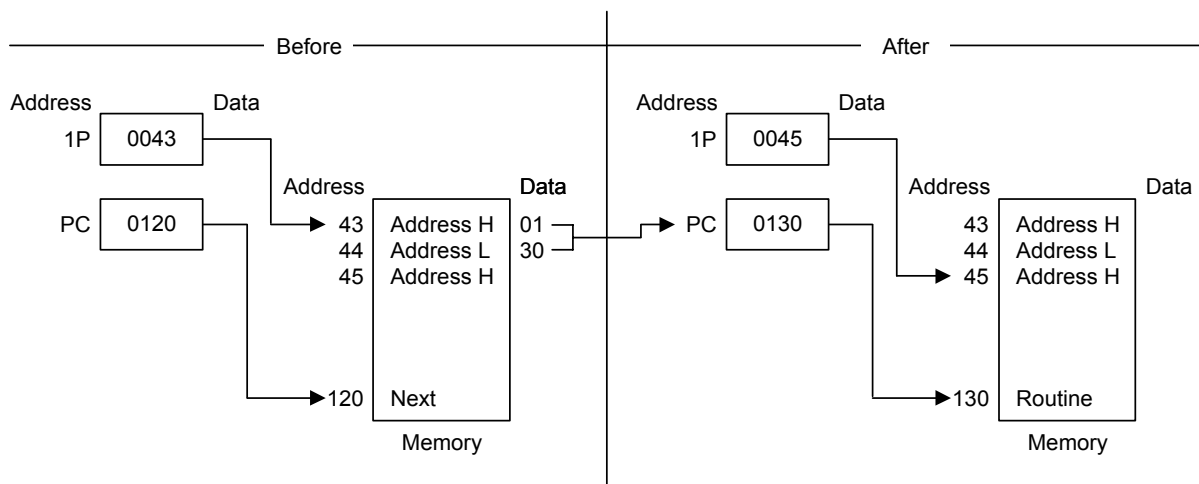 Before
Address Data
1P 0043
PC 0120
Address Data
43 Address H 01
44 Address L 30
45 Address H
120 Next
Memory
After
Address Data
1P 0045
PC 0130
Address Data
43 Address H
44 Address L
45 Address H
130 Routine
Memory